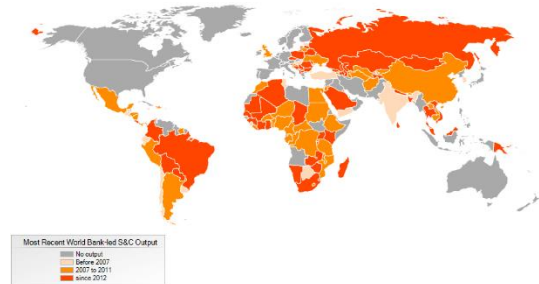 Most Recent World Bank-led S&C Output
No output
Before 2007
2007 to 2011
since 2012